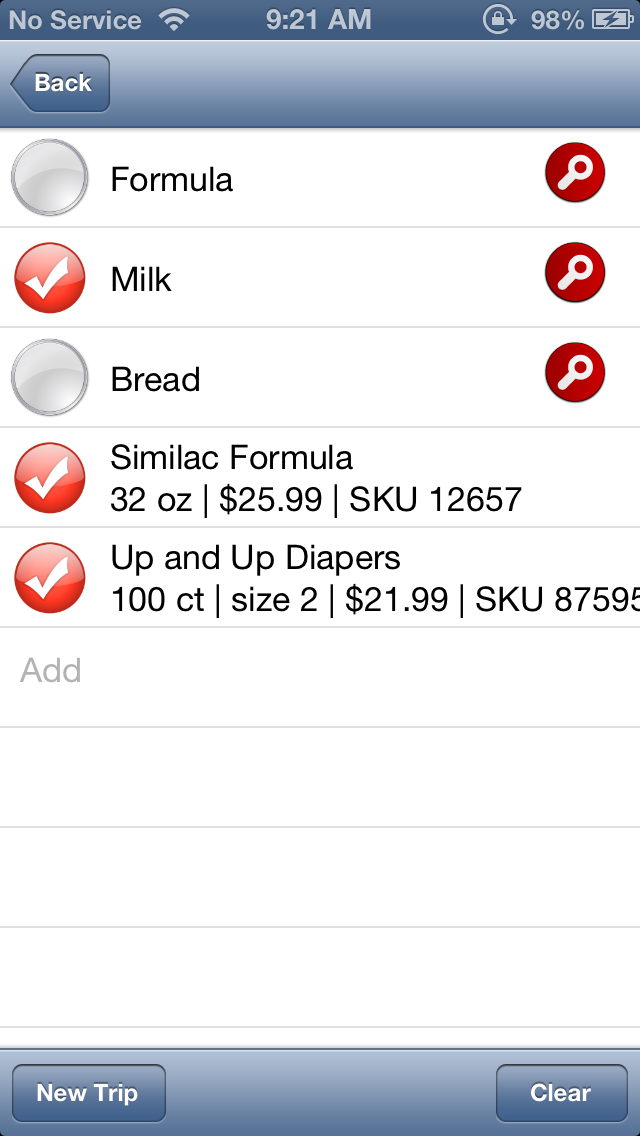 No Service 9:21 AM 98%
Back
Formula
Milk
Bread
Similac Formula
32 oz | $25.99 | SKU 12657
Up and Up Diapers
100 ct | size 2 | $21.99 | SKU 87595
Add
New Trip Clear